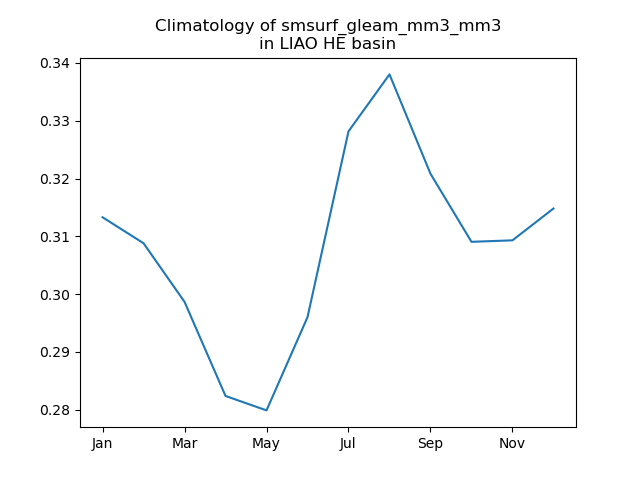 Climatology of smsurf_gleam_mm3_mm3
in LIAO HE basin
0.34
0.33
0.32
0.31
0.30
0.29
0.28
Jan Mar May Jul Sep Nov